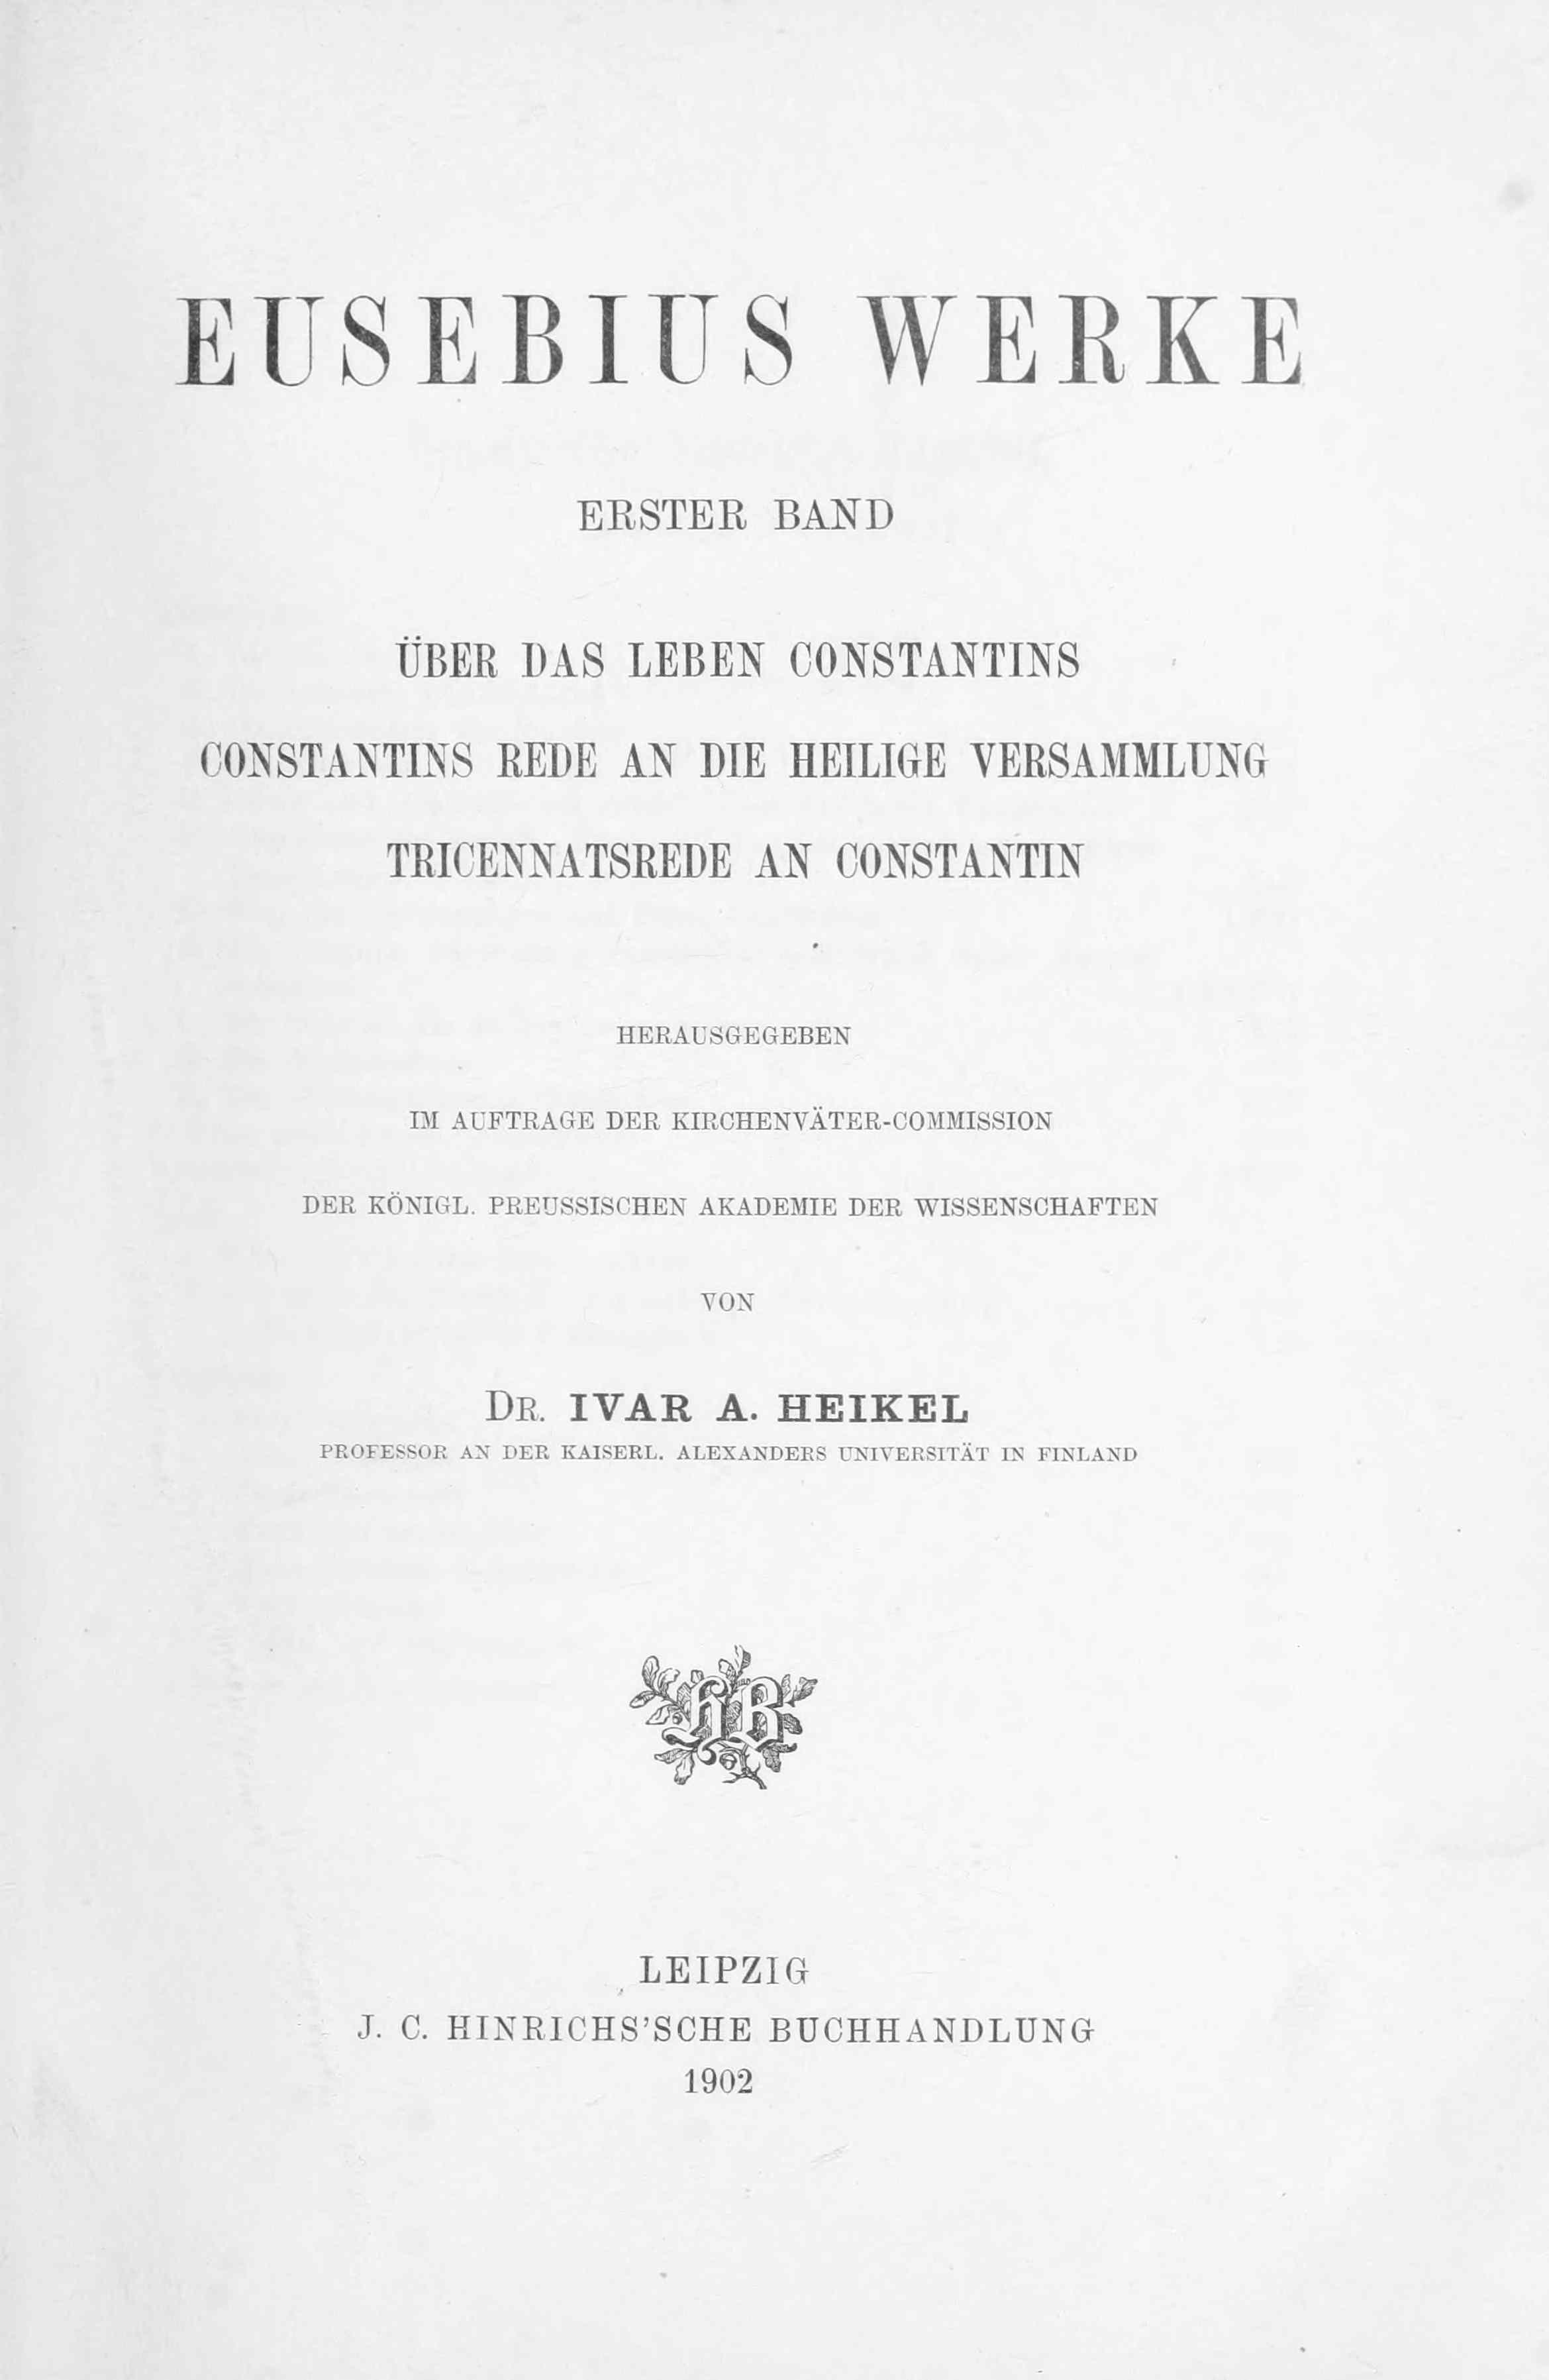 EUSEBIUS WERKE
ERSTER BAND
ÜBER DAS LEBEN CONSTANTINS
CONSTANTINS REDE AN DIE HEILIGE VERSAMMLUNG
TRICENNATSREDE AN CONSTANTIN
HERAUSGEGEBEN
IM AUFTRAGE DER KIRCHENVÄTER-COMMISSION
DER KÖNIGL. PREUSSISCHEN AKADEMIE DER WISSENSCHAFTEN
VON
DR. IVAR A. HEIKEL
PROFESSOR AN DER KAISERL. ALEXANDERS UNIVERSITÄT IN FINLAND
HB
LEIPZIG
J. C. HINRICHS'SCHE BUCHHANDLUNG
1902